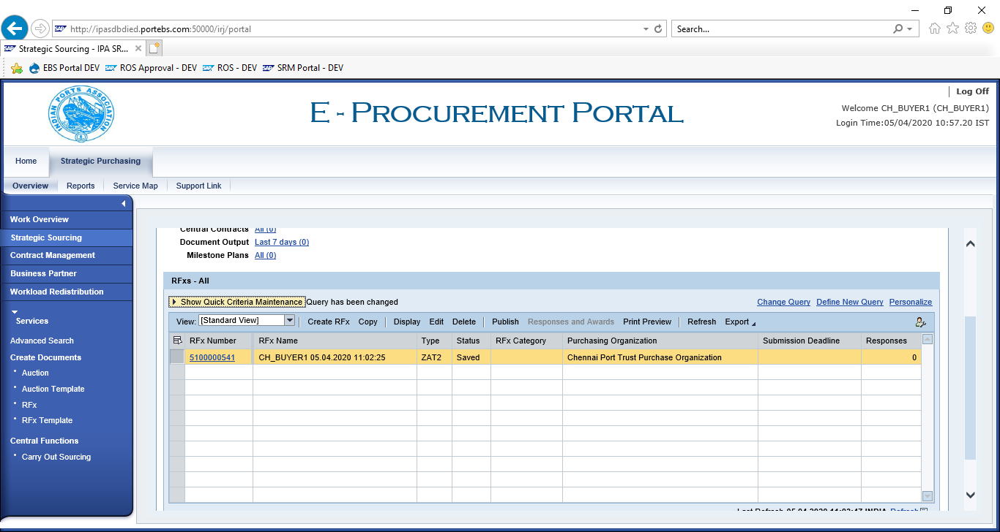 http://ipasdbdied.portebs.com:50000/irj/portal
Search...
Strategic Sourcing - IPA SR...
EBS Portal DEV ROS Approval - DEV ROS - DEV SRM Portal - DEV
INDIAN PORTS ASSOCIATION
E - PROCUREMENT PORTAL
Log Off
Welcome CH_BUYER1 (CH_BUYER1)
Login Time:05/04/2020 10:57.20 IST
Home Strategic Purchasing
Overview Reports Service Map Support Link
Work Overview
Strategic Sourcing
Contract Management
Business Partner
Workload Redistribution
Services
Advanced Search
Create Documents
Auction
Auction Template
RFx
RFx Template
Central Functions
Carry Out Sourcing
Central Contracts All (0)
Document Output Last 7 days (0)
Milestone Plans All (0)
RFxs - All
Show Quick Criteria Maintenance Query has been changed Change Query Define New Query Personalize
View: [Standard View] Create RFx Copy Display Edit Delete Publish Responses and Awards Print Preview Refresh Export
RFx Number RFx Name Type Status RFx Category Purchasing Organization Submission Deadline Responses
5100000541 CH_BUYER1 05.04.2020 11:02:25 ZAT2 Saved Chennai Port Trust Purchase Organization 0
Last Refresh 05.04.2020 11:03:47 INDIA Refresh